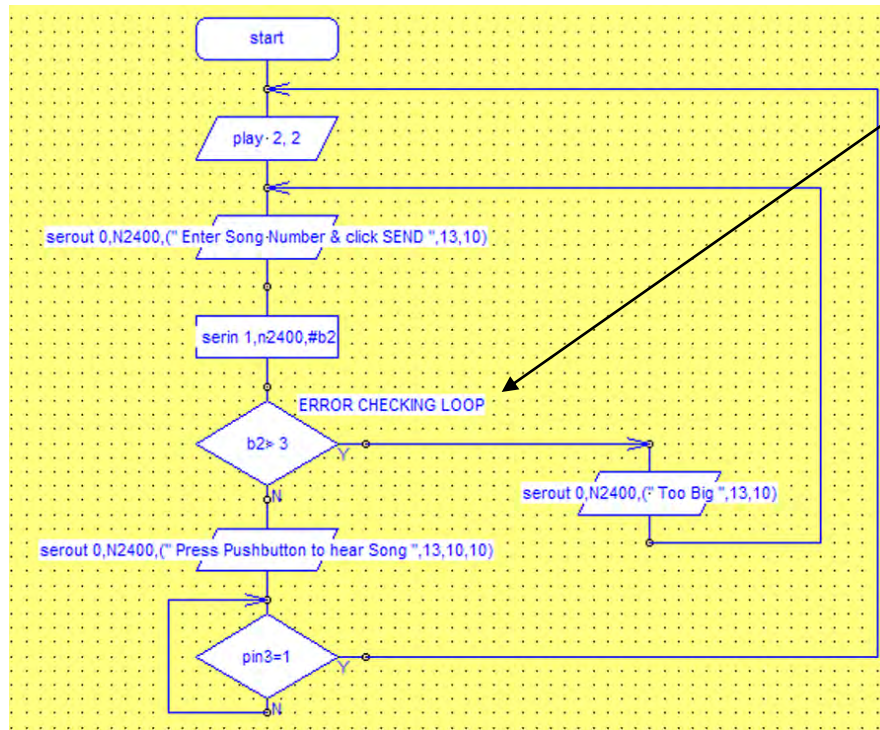 start
play 2, 2
serout 0,N2400,(" Enter Song Number & click SEND ",13,10)
serin 1,n2400,#b2
ERROR CHECKING LOOP
b2> 3
Y
serout 0,N2400,(" Too Big ",13,10)
N
serout 0,N2400,(" Press Pushbutton to hear Song ",13,10,10)
pin3=1
Y
N